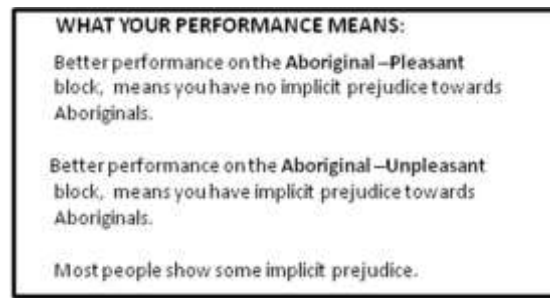 WHAT YOUR PERFORMANCE MEANS:
Better performance on the Aboriginal –Pleasant
block, means you have no implicit prejudice towards
Aboriginals.
Better performance on the Aboriginal –Unpleasant
block, means you have implicit prejudice towards
Aboriginals.
Most people show some implicit prejudice.